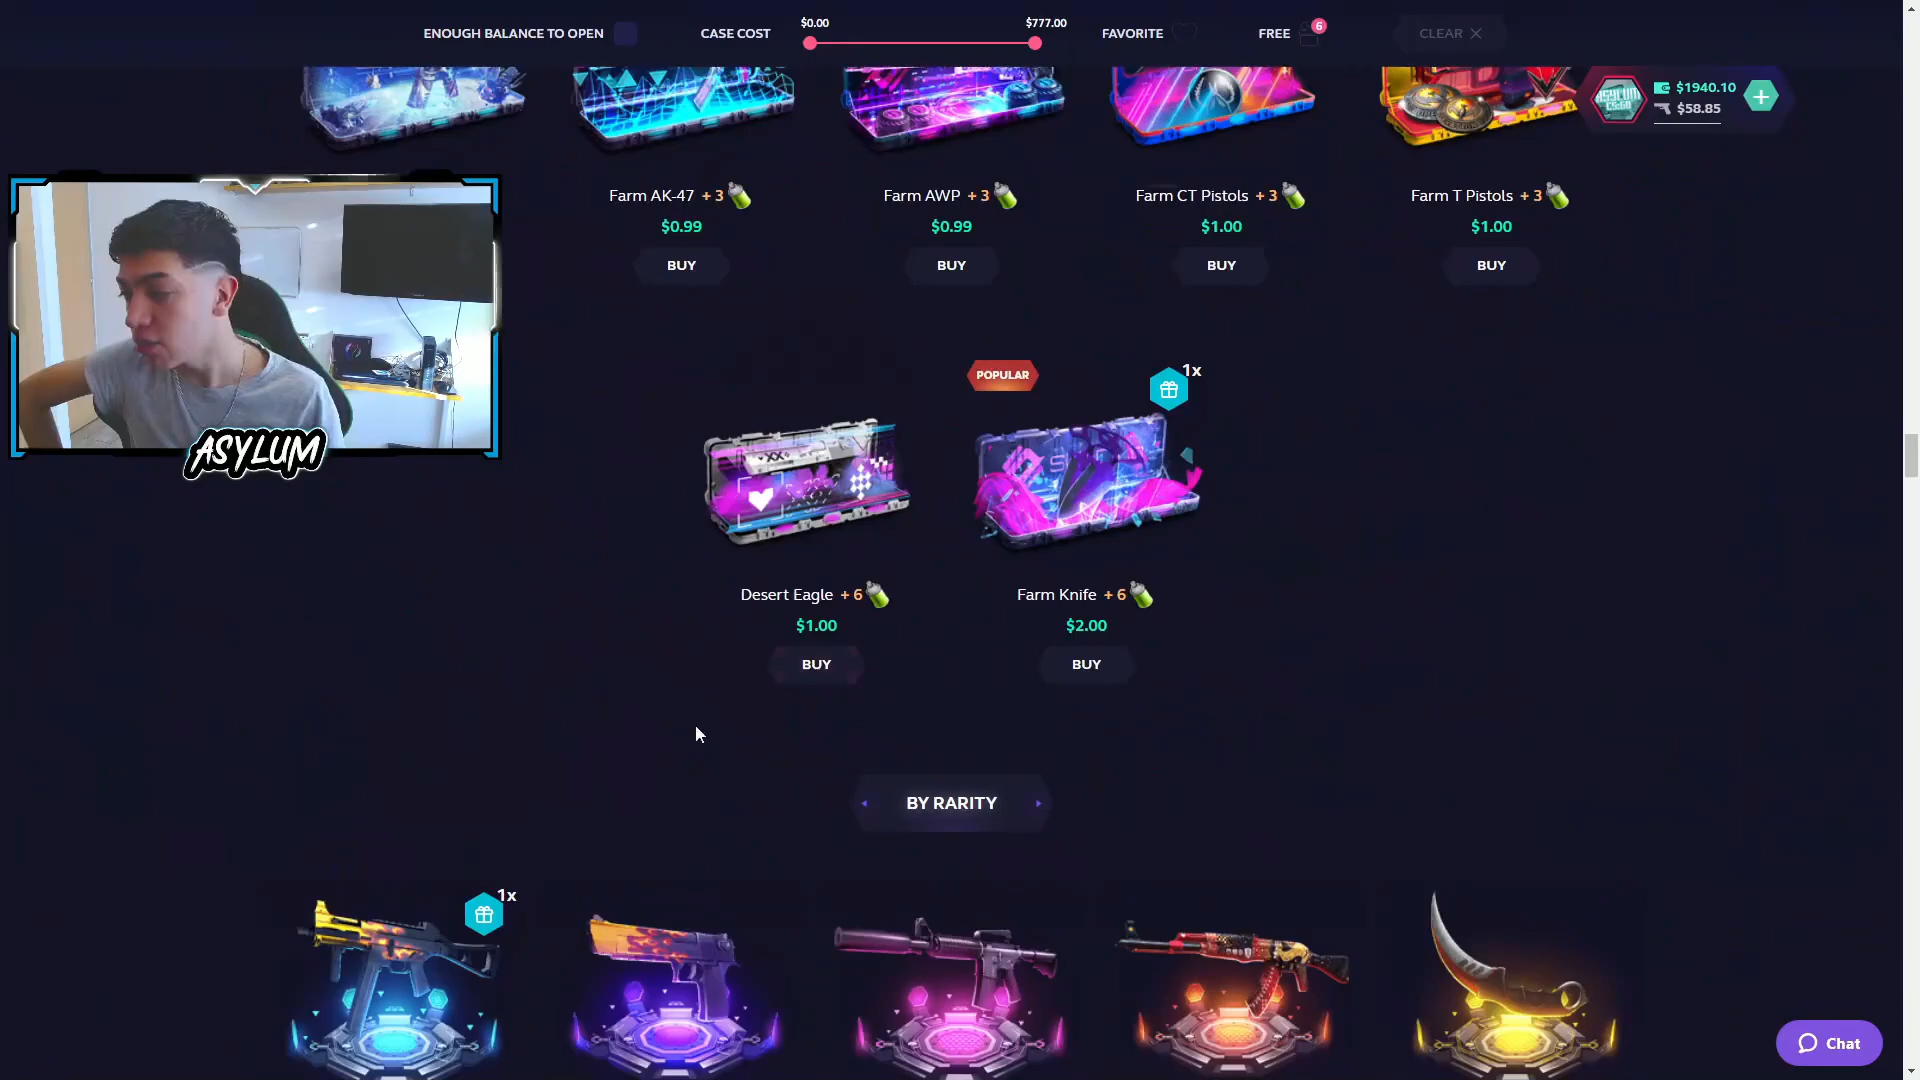 ENOUGH BALANCE TO OPEN
CASE COST
$0.00
$777.00
FAVORITE
FREE
6
CLEAR
ASYLUM
CS:GO
$1940.10
$58.85
Farm AK-47 + 3
$0.99
BUY
Farm AWP + 3
$0.99
BUY
Farm CT Pistols + 3
$1.00
BUY
Farm T Pistols + 3
$1.00
BUY
ASYLUM
POPULAR
1x
Desert Eagle + 6
$1.00
BUY
Farm Knife + 6
$2.00
BUY
BY RARITY
1x
Chat